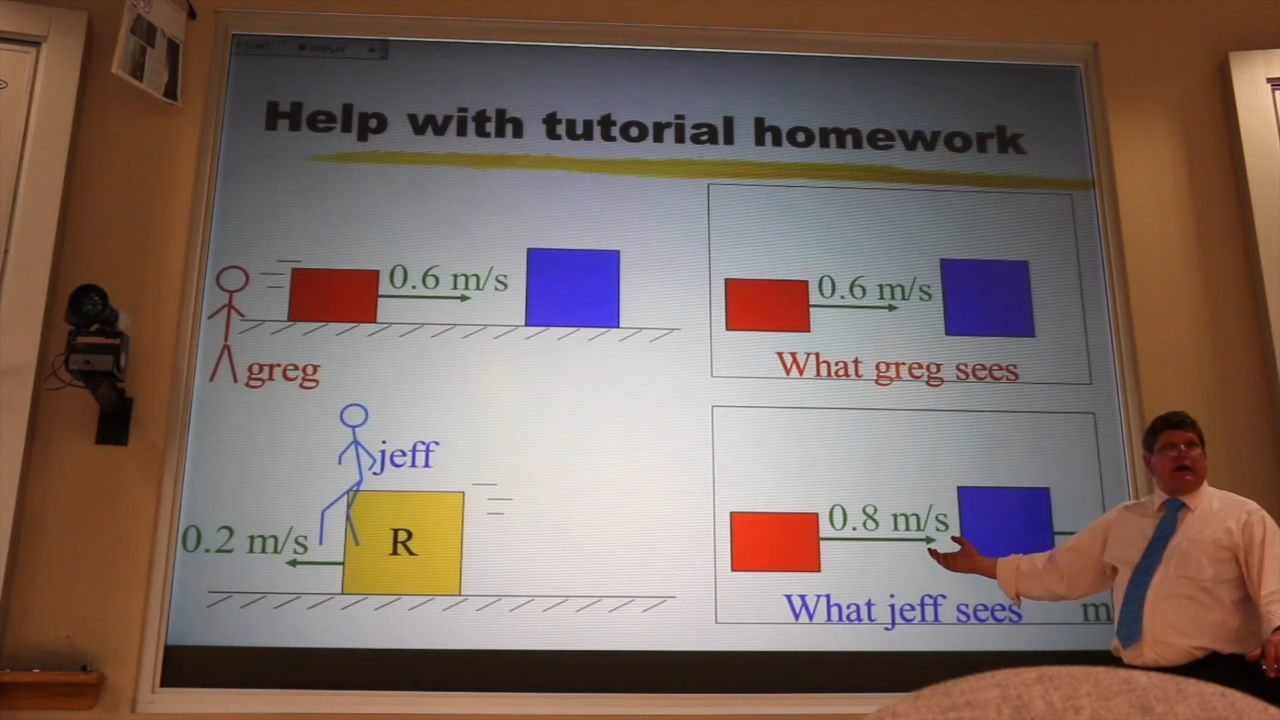 Help with tutorial homework
0.6 m/s
greg
0.6 m/s
What greg sees
jeff
0.2 m/s
R
0.8 m/s
What jeff sees
m